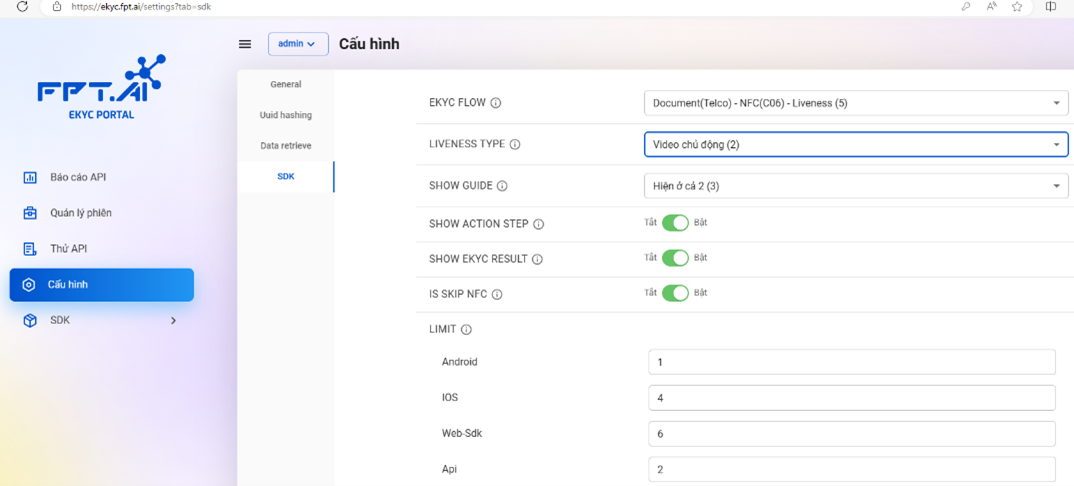 https://ekyc.fpt.ai/settings?tab=sdk
FPT.AI
EKYC PORTAL
Báo cáo API
Quản lý phiên
Thử API
Cấu hình
SDK
admin
Cấu hình
General
Uuid hashing
Data retrieve
SDK
EKYC FLOW
Document(Telco) - NFC(C06) - Liveness (5)
LIVENESS TYPE
Video chủ động (2)
SHOW GUIDE
Hiện ở cả 2 (3)
SHOW ACTION STEP
Tắt Bật
SHOW EKYC RESULT
Tắt Bật
IS SKIP NFC
Tắt Bật
LIMIT
Android
1
IOS
4
Web-Sdk
6
Api
2